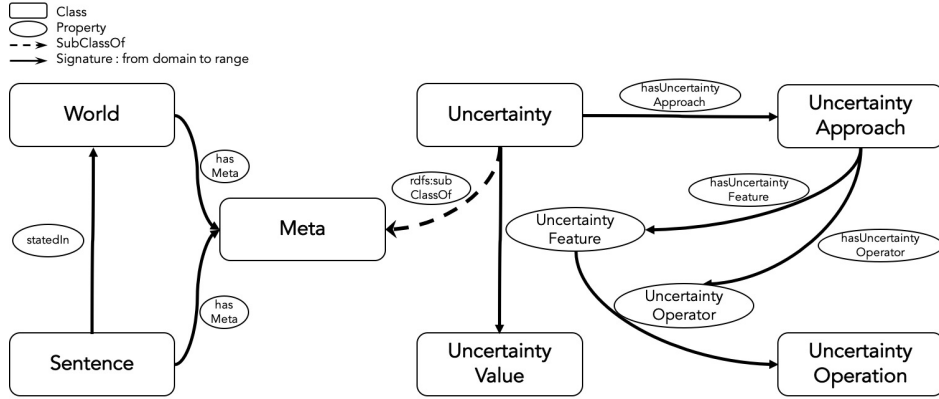 Class
Property
SubClassOf
Signature : from domain to range
World
Uncertainty
hasUncertainty
Approach
Uncertainty
Approach
has
Meta
rdfs:sub
ClassOf
hasUncertainty
Feature
statedIn
Meta
Uncertainty
Feature
hasUncertainty
Operator
has
Meta
Uncertainty
Operator
Sentence
Uncertainty
Value
Uncertainty
Operation